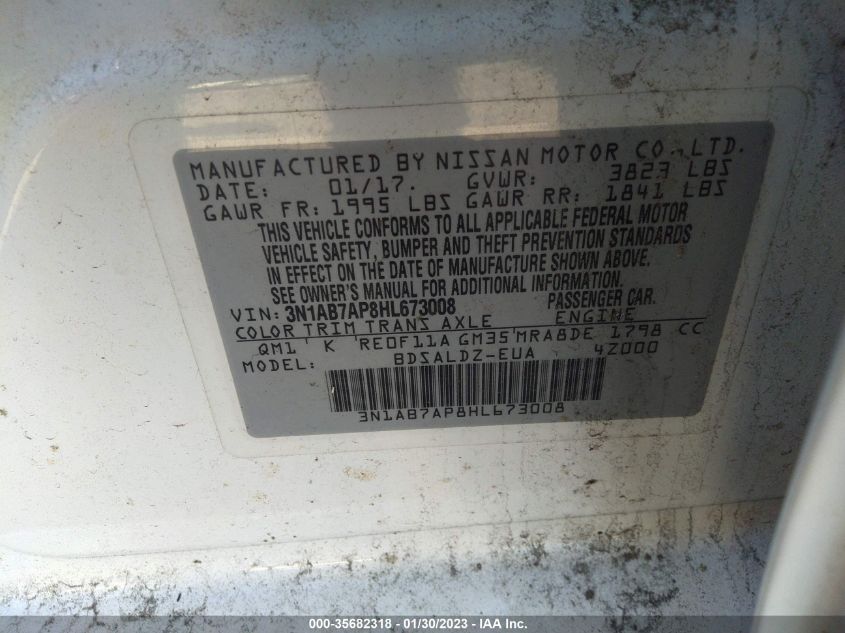 MANUFACTURED BY NISSAN MOTOR CO., LTD.
DATE: 01/17. GVWR: 3823 LBS
GAWR FR: 1995 LBS GAWR RR: 1841 LBS
THIS VEHICLE CONFORMS TO ALL APPLICABLE FEDERAL MOTOR
VEHICLE SAFETY, BUMPER AND THEFT PREVENTION STANDARDS
IN EFFECT ON THE DATE OF MANUFACTURE SHOWN ABOVE.
SEE OWNER'S MANUAL FOR ADDITIONAL INFORMATION.
VIN: 3N1AB7AP8HL673008 PASSENGER CAR.
COLOR TRIM TRANS AXLE ENGINE
QM1 K RE0F11A GM35 MRA8DE 1798 CC
MODEL: BDSALDZ-EUA 4Z000
3N1AB7AP8HL673008
000-35682318 - 01/30/2023 - IAA Inc.